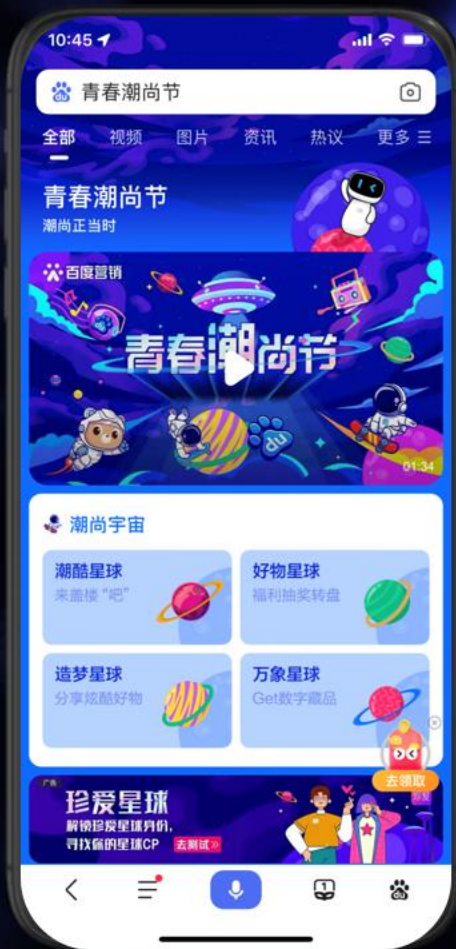 10:45
du 青春潮尚节
全部 视频 图片 资讯 热议 更多
青春潮尚节
潮尚正当时
百度营销
青春潮尚节
du
01:34
潮尚宇宙
潮酷星球
来盖楼“吧”
好物星球
福利抽奖转盘
造梦星球
分享炫酷好物
万象星球
Get数字藏品
去领取
广告
珍爱星球
解锁珍爱星球身份，
寻找你的星球CP 去测试
1
du